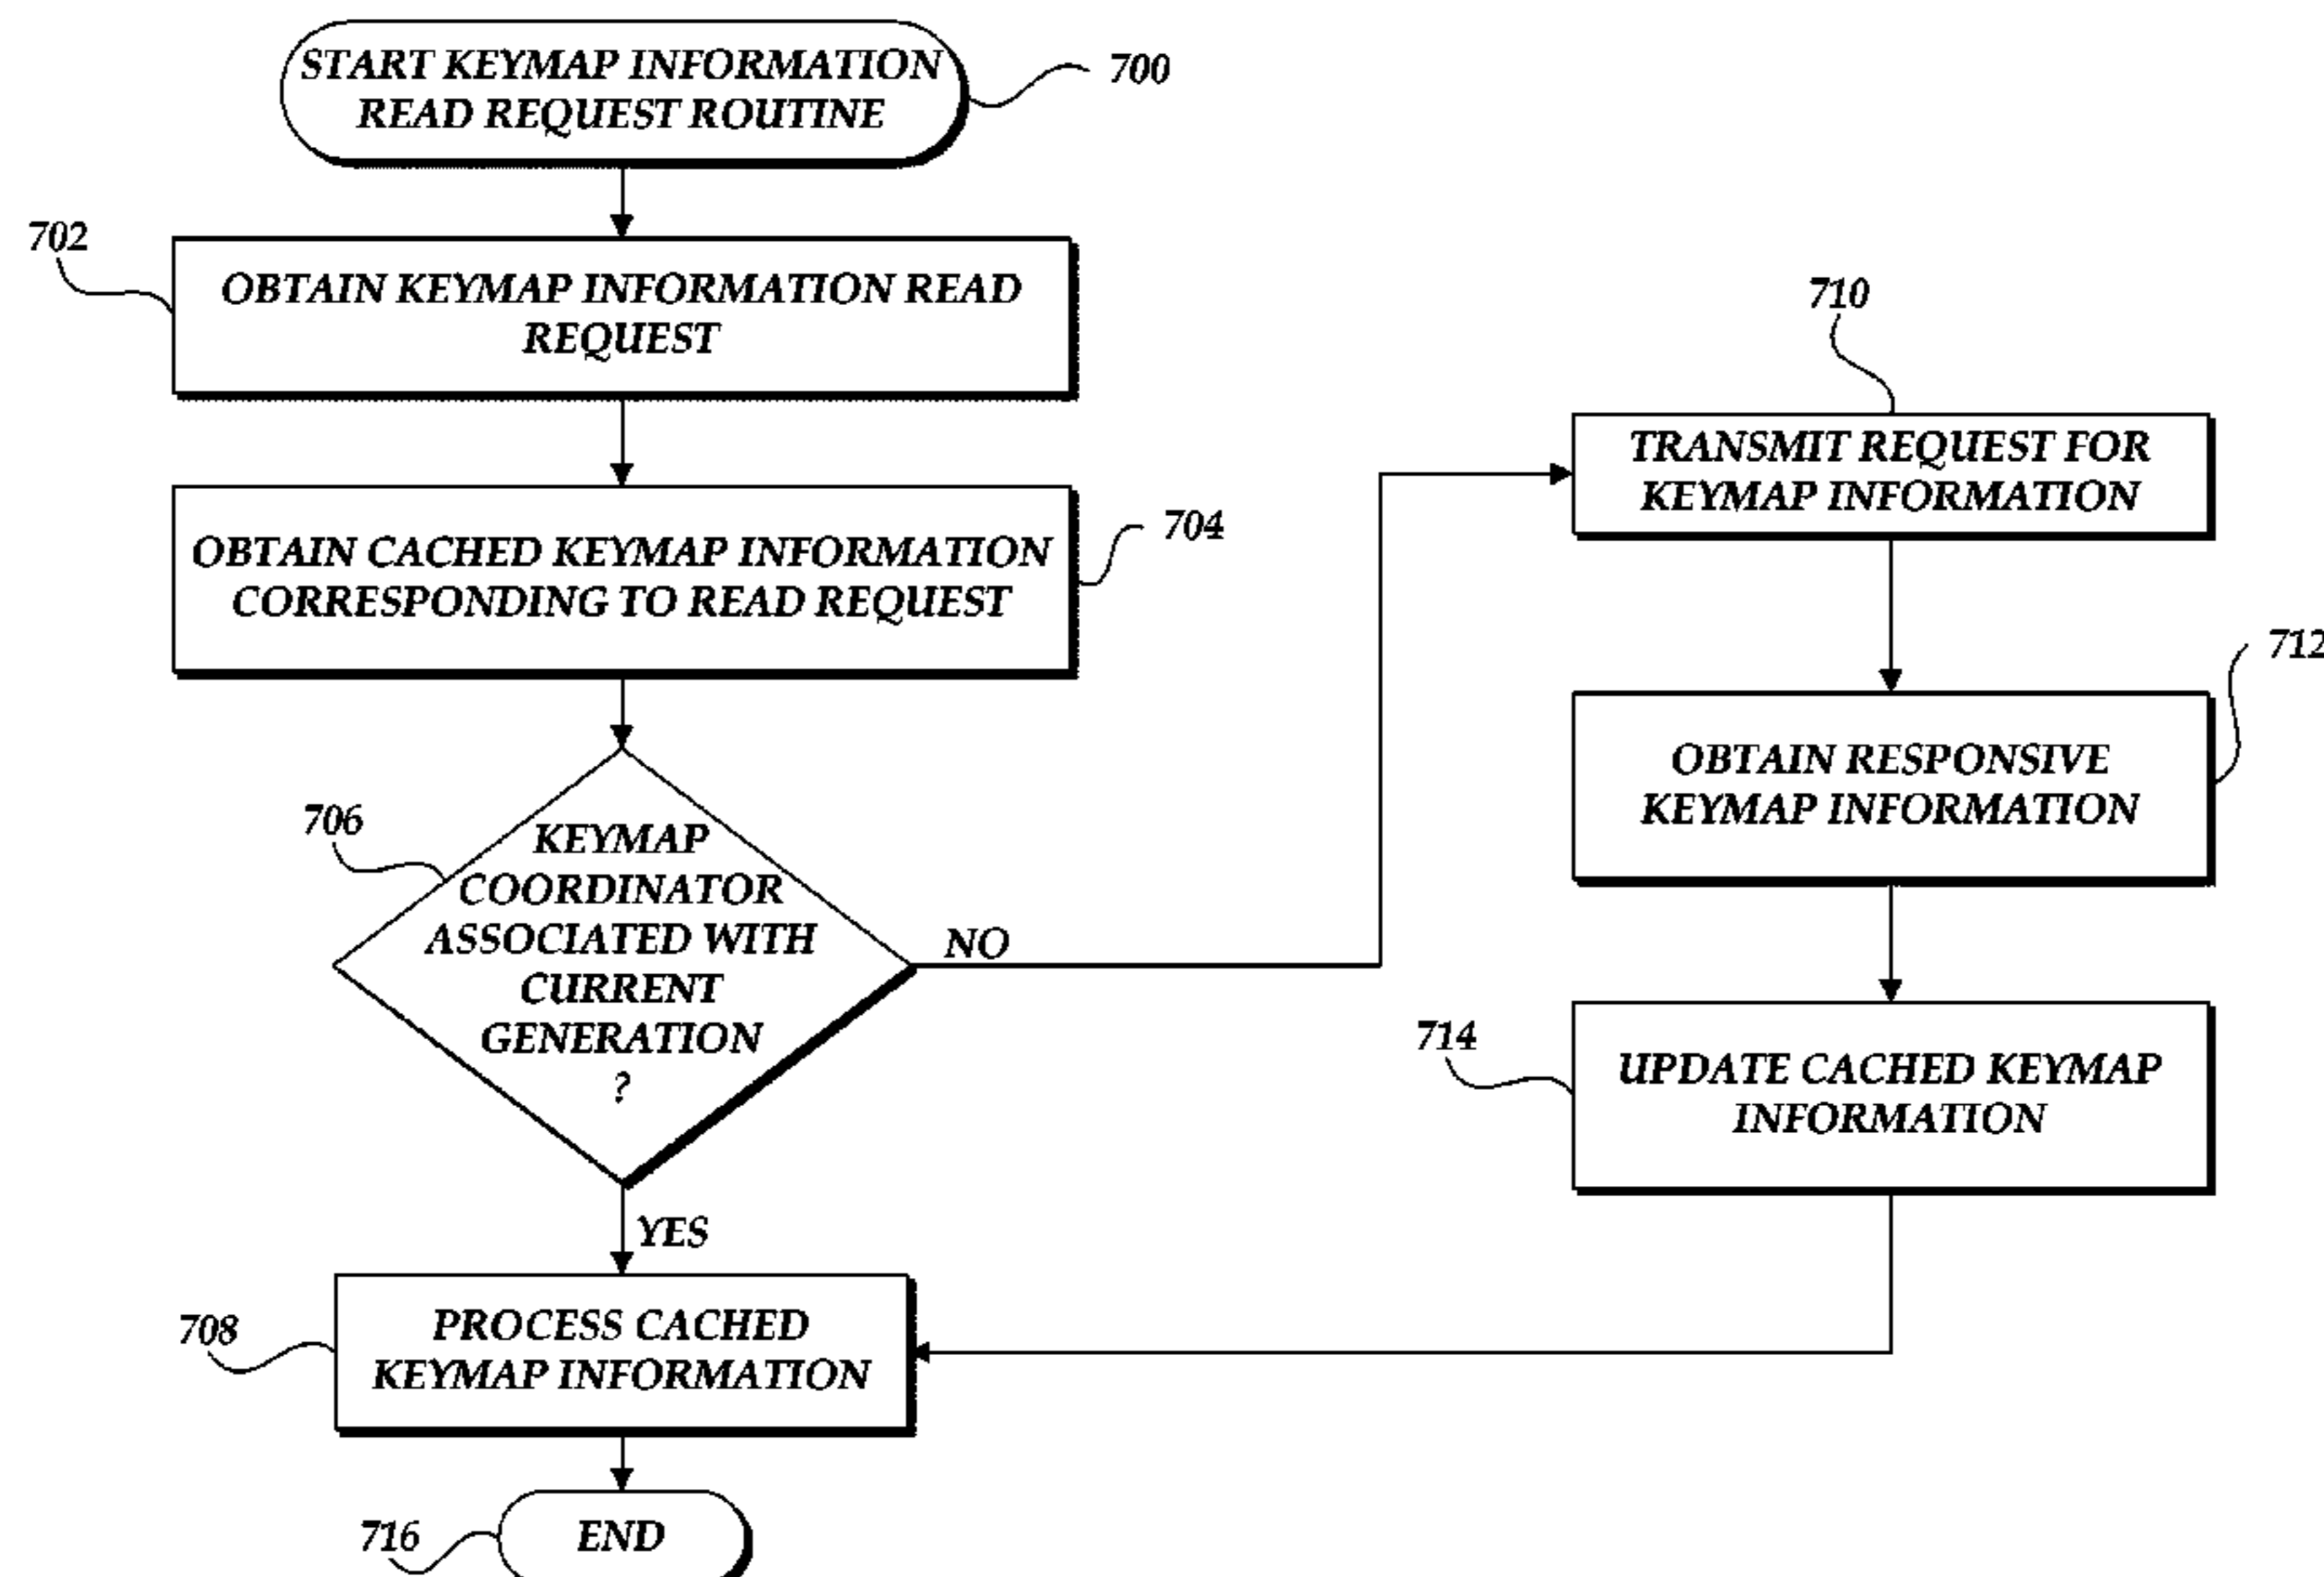 START KEYMAP INFORMATION
READ REQUEST ROUTINE
700
702
OBTAIN KEYMAP INFORMATION READ
REQUEST
704
OBTAIN CACHED KEYMAP INFORMATION
CORRESPONDING TO READ REQUEST
706
KEYMAP
COORDINATOR
ASSOCIATED WITH
CURRENT
GENERATION
?
NO
YES
708
PROCESS CACHED
KEYMAP INFORMATION
716
END
710
TRANSMIT REQUEST FOR
KEYMAP INFORMATION
712
OBTAIN RESPONSIVE
KEYMAP INFORMATION
714
UPDATE CACHED KEYMAP
INFORMATION